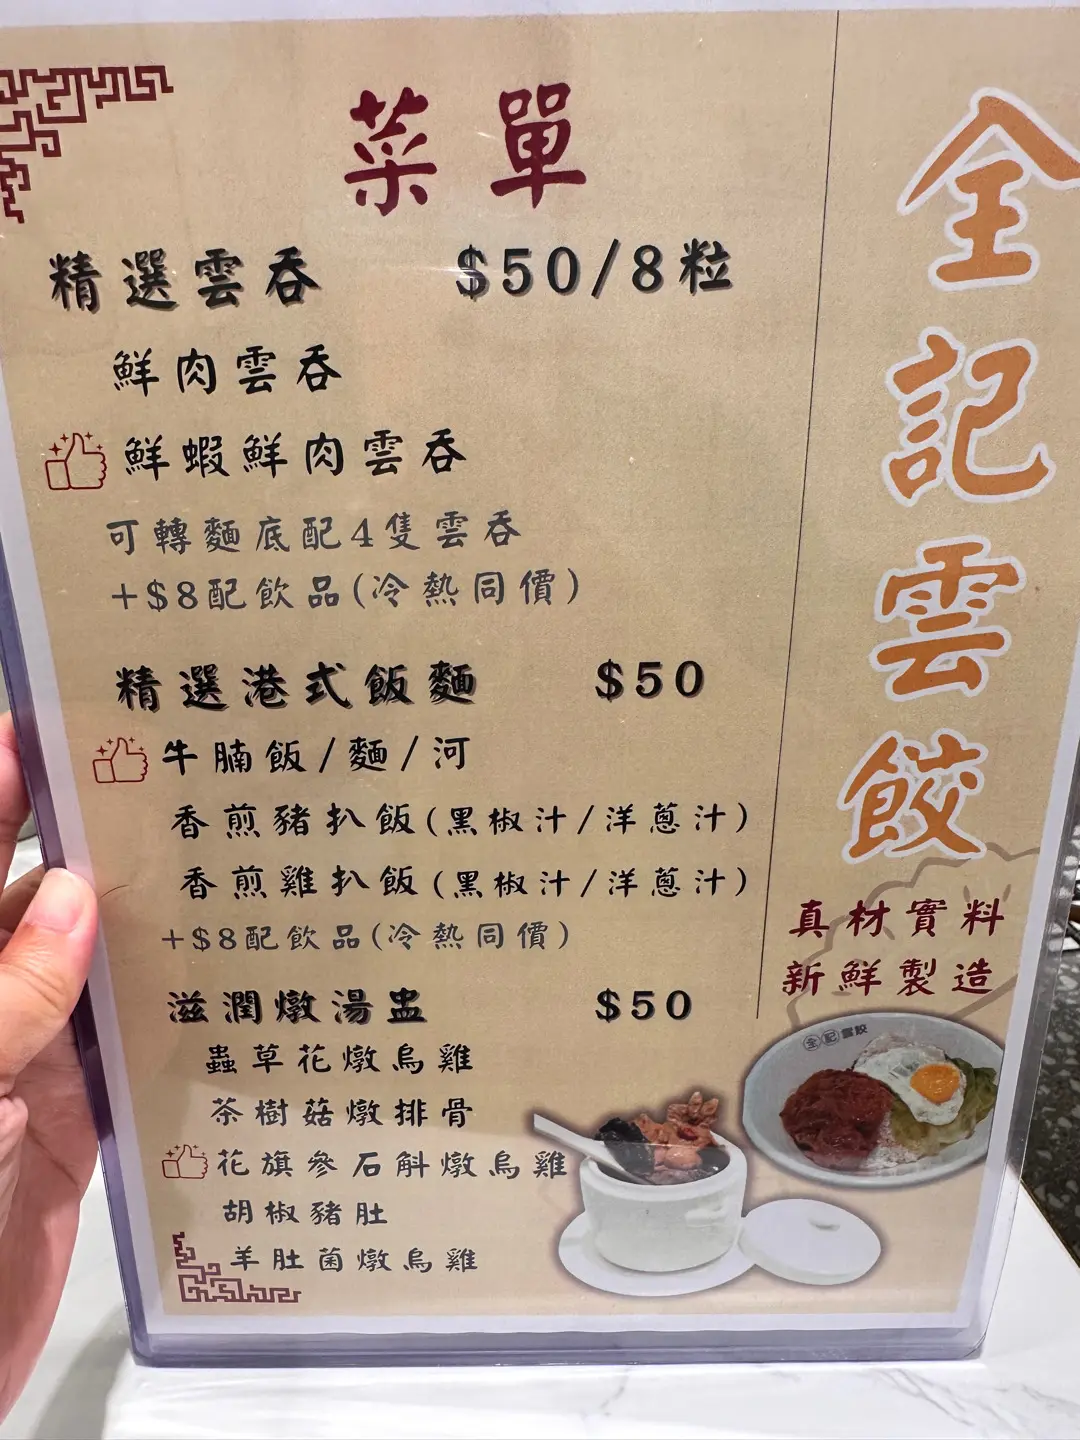 菜單
精選雲吞 $50/8粒
鮮肉雲吞
鮮蝦鮮肉雲吞
可轉麵底配4隻雲吞
+$8配飲品(冷熱同價)
精選港式飯麵 $50
牛腩飯/麵/河
香煎豬扒飯(黑椒汁/洋蔥汁)
香煎雞扒飯(黑椒汁/洋蔥汁)
+$8配飲品(冷熱同價)
滋潤燉湯盅 $50
蟲草花燉烏雞
茶樹菇燉排骨
花旗參石斛燉烏雞
胡椒豬肚
羊肚菌燉烏雞
全記雲餃
真材實料
新鮮製造
全記雲餃